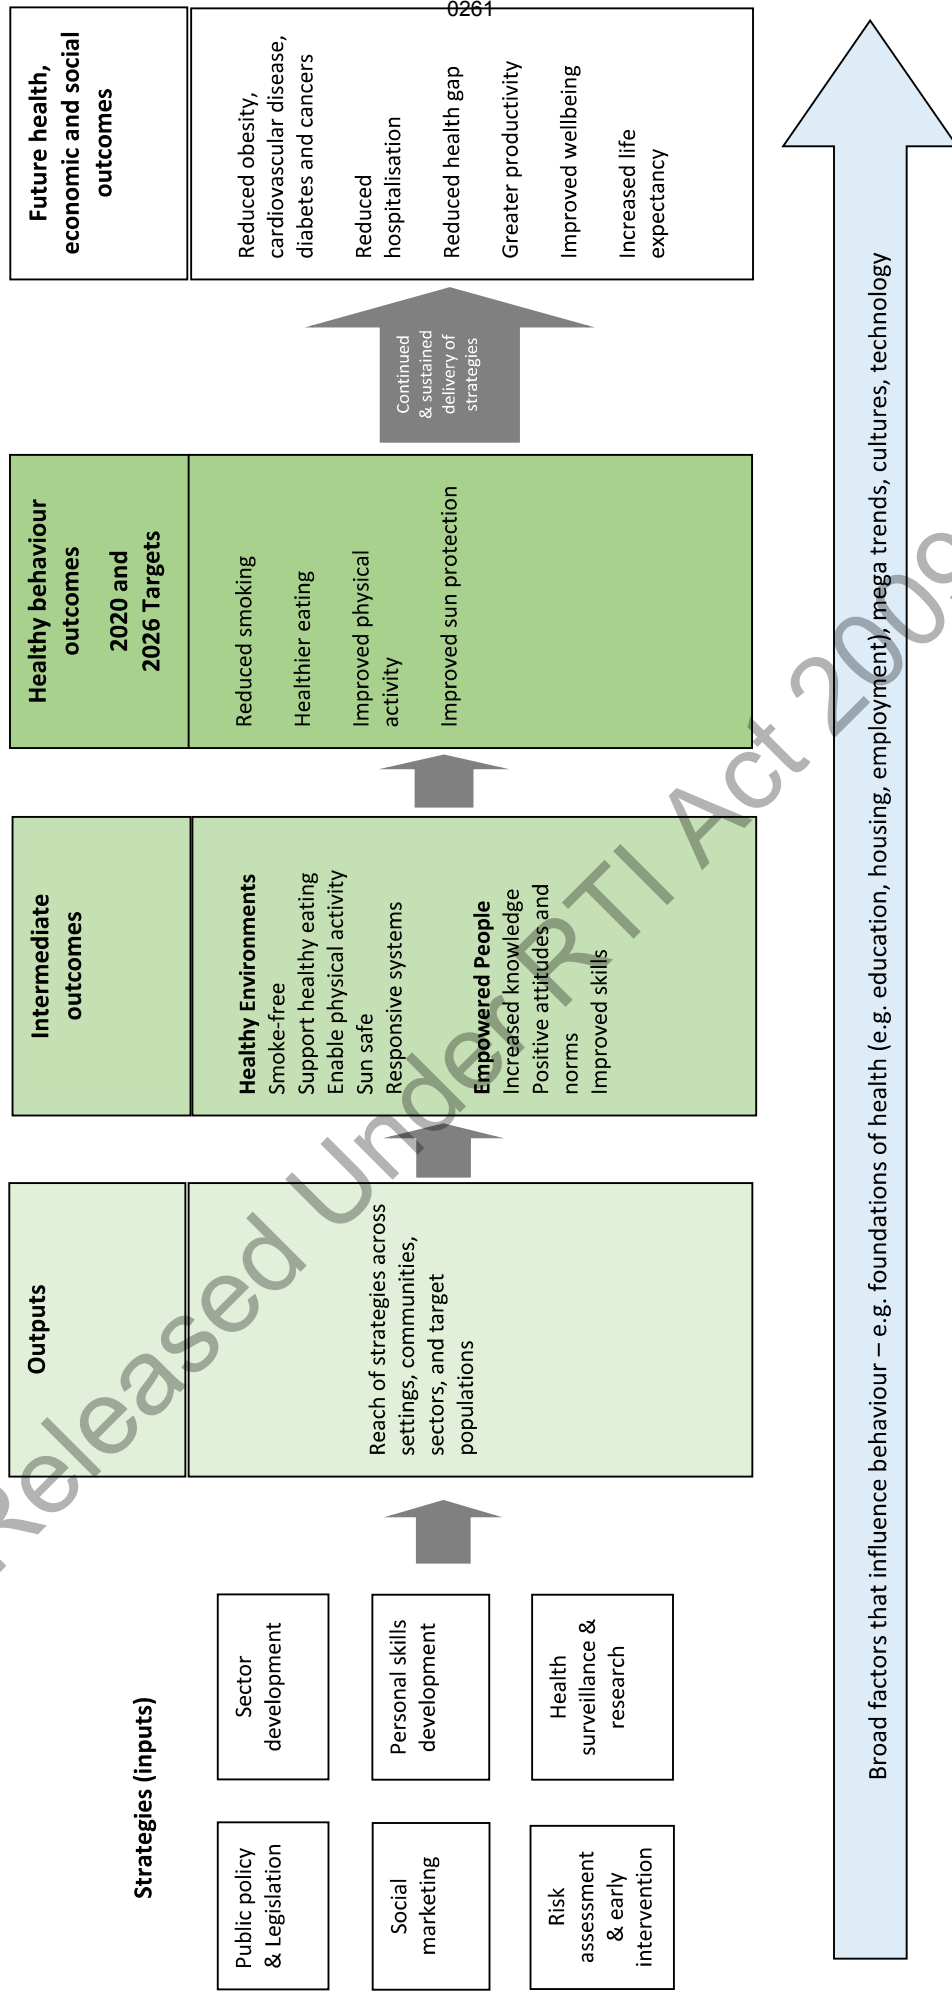 0261
Strategies (inputs)
Public policy
& Legislation
Sector
development
Social
marketing
Personal skills
development
Risk
assessment
& early
intervention
Health
surveillance &
research
Outputs
Reach of strategies across
settings, communities,
sectors, and target
populations
Intermediate
outcomes
Healthy Environments
Smoke-free
Support healthy eating
Enable physical activity
Sun safe
Responsive systems
Empowered People
Increased knowledge
Positive attitudes and
norms
Improved skills
Healthy behaviour
outcomes
2020 and
2026 Targets
Reduced smoking
Healthier eating
Improved physical
activity
Improved sun protection
Continued
& sustained
delivery of
strategies
Future health,
economic and social
outcomes
Reduced obesity,
cardiovascular disease,
diabetes and cancers
Reduced
hospitalisation
Reduced health gap
Greater productivity
Improved wellbeing
Increased life
expectancy
Broad factors that influence behaviour – e.g. foundations of health (e.g. education, housing, employment), mega trends, cultures, technology
Released Under RTI Act 2009